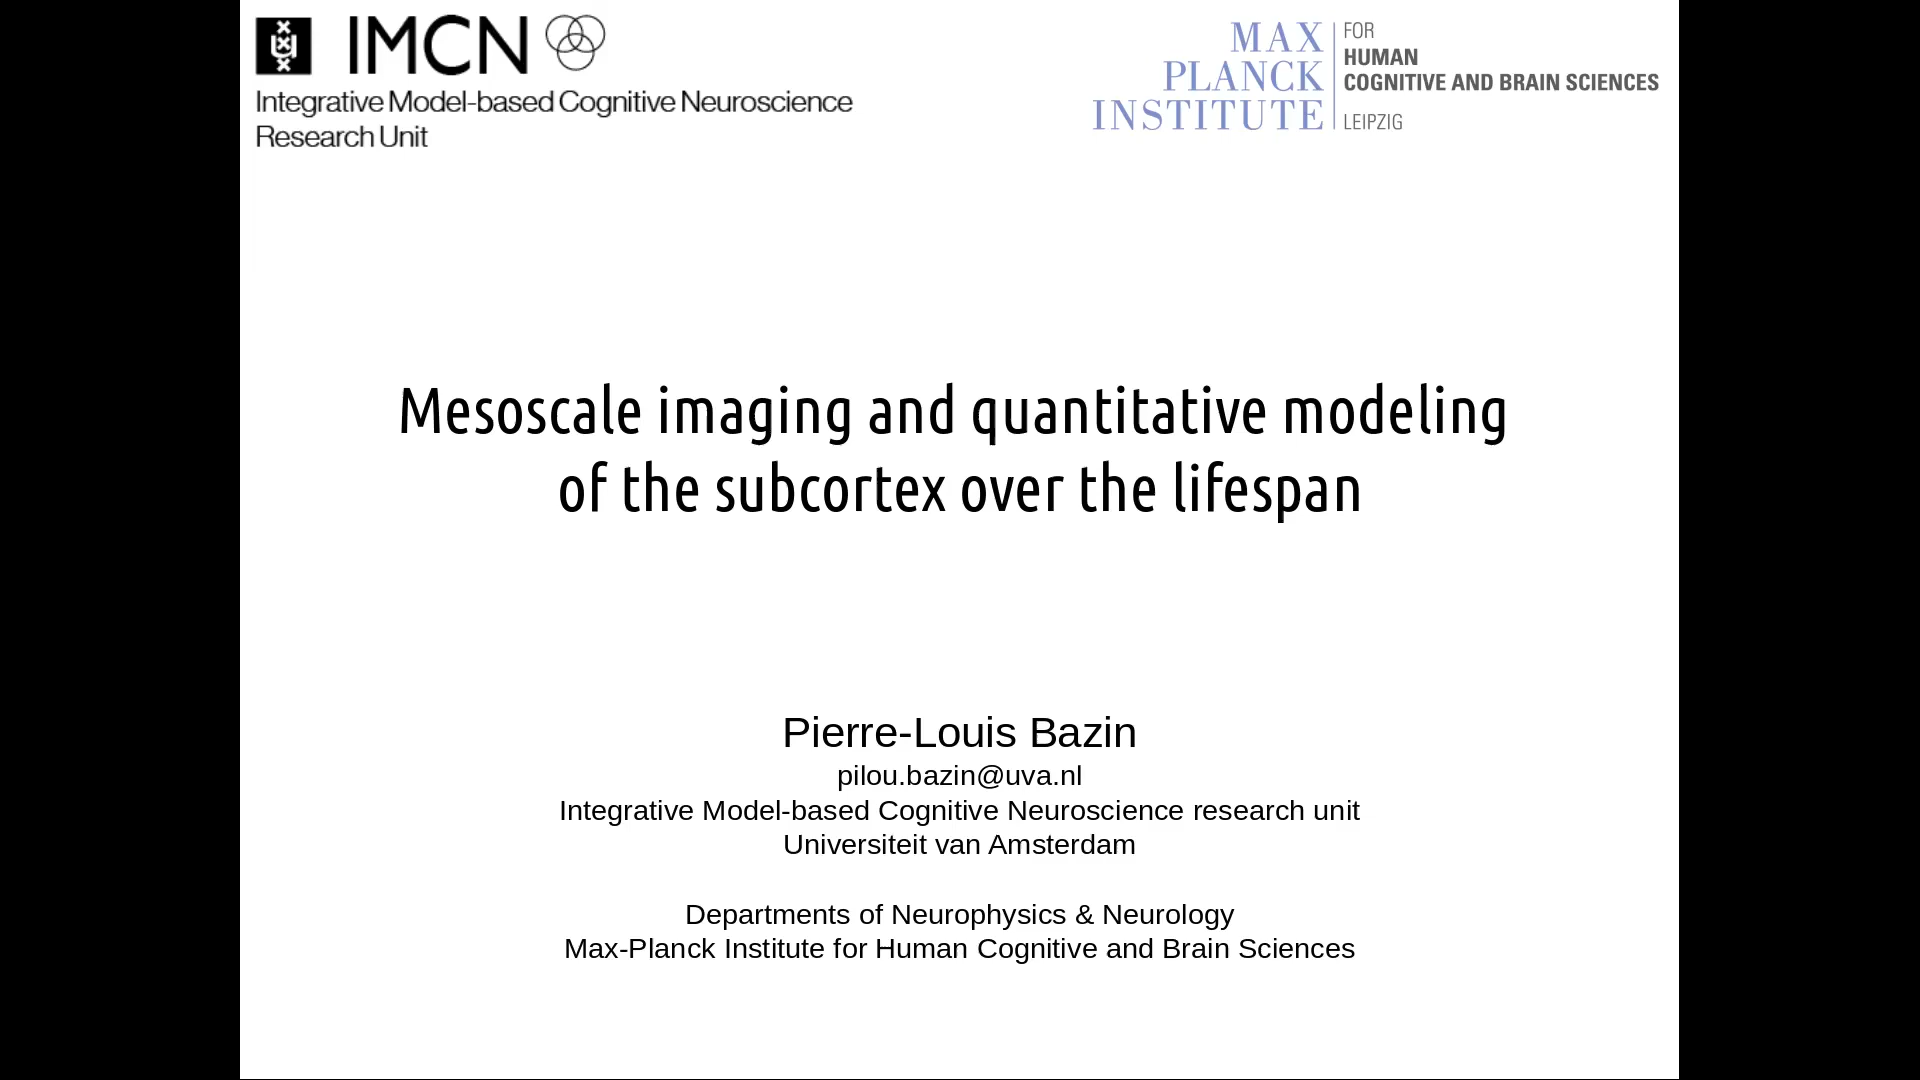 IMCN
Integrative Model-based Cognitive Neuroscience
Research Unit
MAX
PLANCK
INSTITUTE
FOR
HUMAN
COGNITIVE AND BRAIN SCIENCES
LEIPZIG
Mesoscale imaging and quantitative modeling
of the subcortex over the lifespan
Pierre-Louis Bazin
pilou.bazin@uva.nl
Integrative Model-based Cognitive Neuroscience research unit
Universiteit van Amsterdam
Departments of Neurophysics & Neurology
Max-Planck Institute for Human Cognitive and Brain Sciences